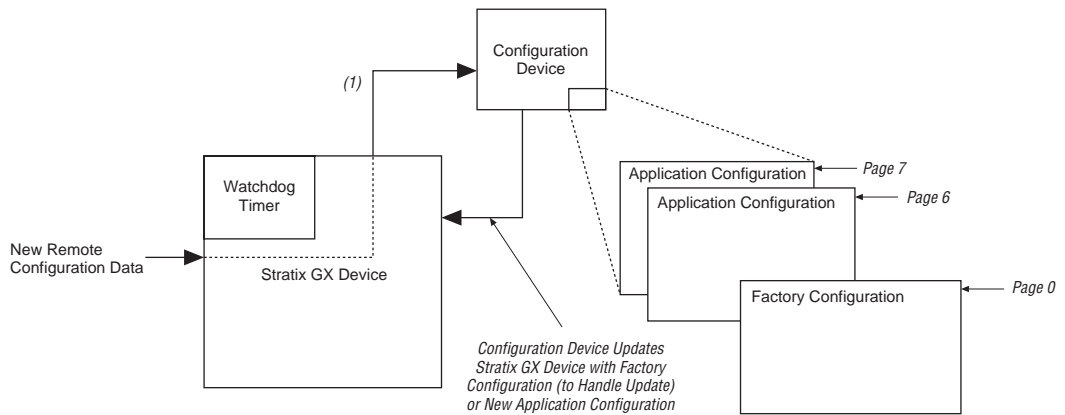 Configuration
Device
(1)
Watchdog
Timer
New Remote
Configuration Data
Stratix GX Device
Application Configuration
Page 7
Application Configuration
Page 6
Factory Configuration
Page 0
Configuration Device Updates
Stratix GX Device with Factory
Configuration (to Handle Update)
or New Application Configuration